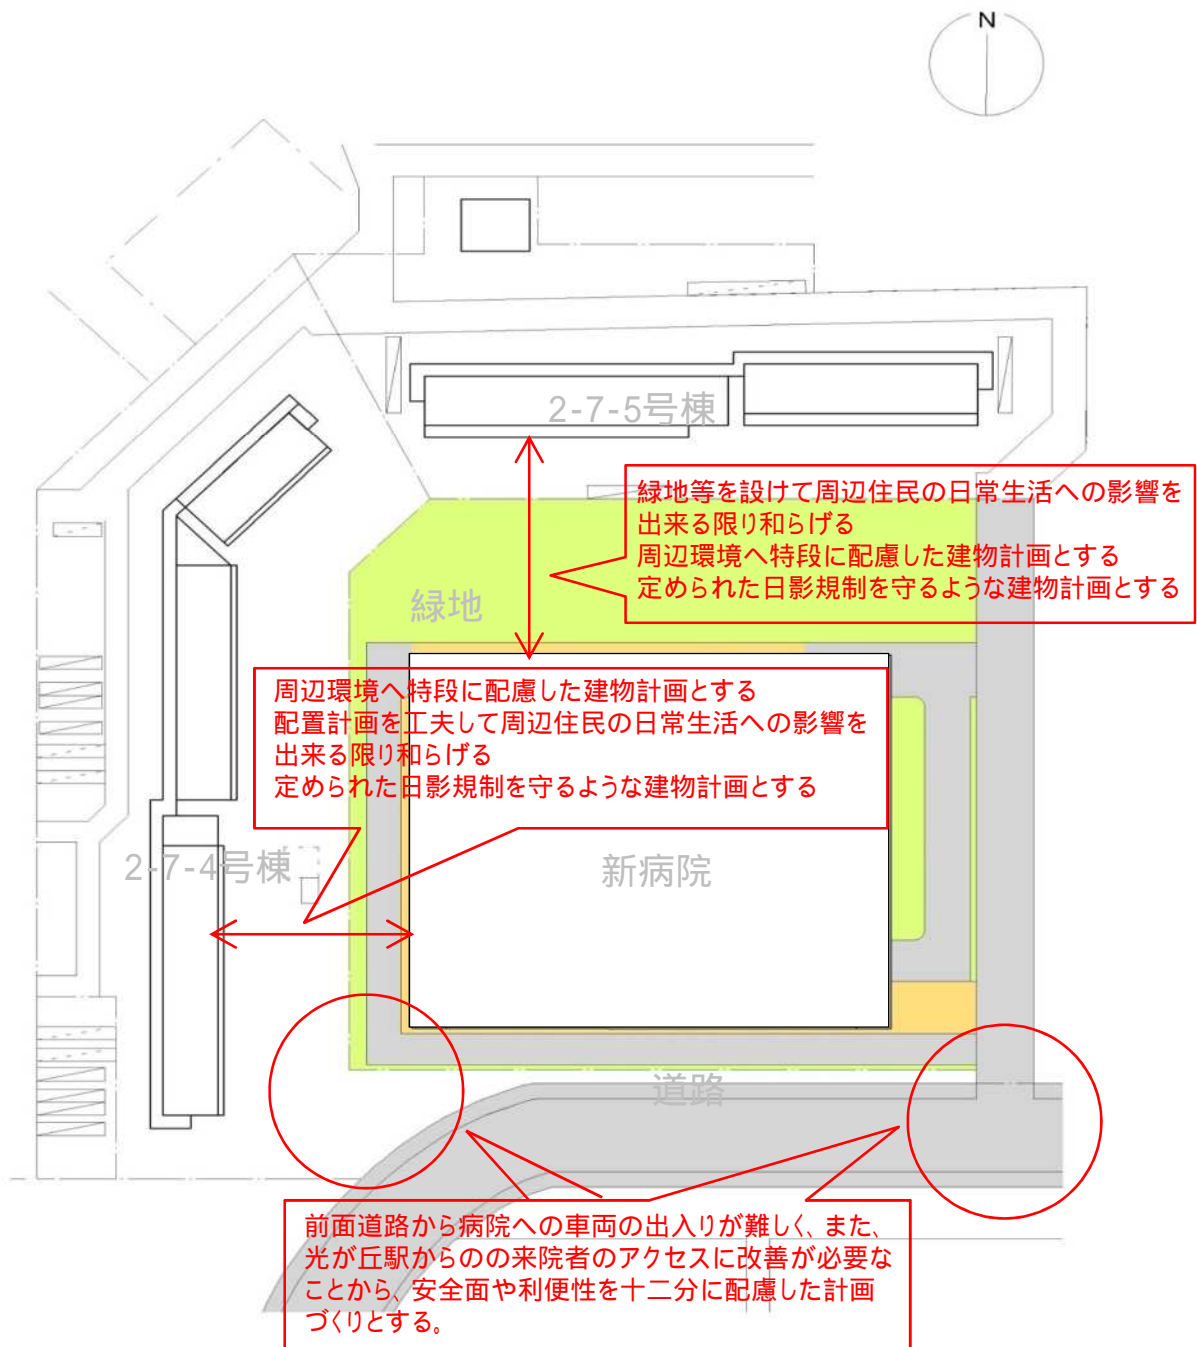 N
2-7-5号棟
緑地等を設けて周辺住民の日常生活への影響を
出来る限り和らげる
周辺環境へ特段に配慮した建物計画とする
定められた日影規制を守るような建物計画とする
緑地
周辺環境へ特段に配慮した建物計画とする
配置計画を工夫して周辺住民の日常生活への影響を
出来る限り和らげる
定められた日影規制を守るような建物計画とする
2-7-4号棟
新病院
道路
前面道路から病院への車両の出入りが難しく、また、
光が丘駅からのの来院者のアクセスに改善が必要な
ことから、安全面や利便性を十二分に配慮した計画
づくりとする。